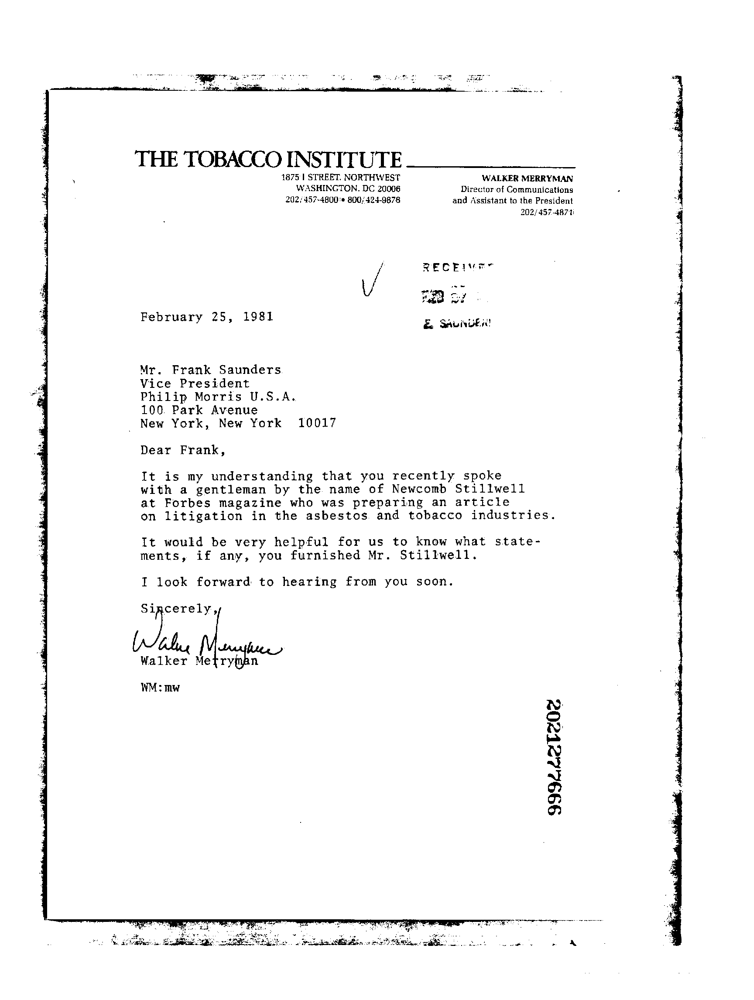 THE TOBACCO INSTITUTE
1875 I STREET, NORTHWEST
WASHINGTON, DC 20006
202/457-4800 • 800/424-9876
WALKER MERRYMAN
Director of Communications
and Assistant to the President
202/457-4874
RECEIVED
FEB 27
F. SAUNDERS
February 25, 1981
Mr. Frank Saunders
Vice President
Philip Morris U.S.A.
100 Park Avenue
New York, New York 10017
Dear Frank,
It is my understanding that you recently spoke
with a gentleman by the name of Newcomb Stillwell
at Forbes magazine who was preparing an article
on litigation in the asbestos and tobacco industries.
It would be very helpful for us to know what state-
ments, if any, you furnished Mr. Stillwell.
I look forward to hearing from you soon.
Sincerely,
Walker Merryman
Walker Merryman
WM:mw
2021277666